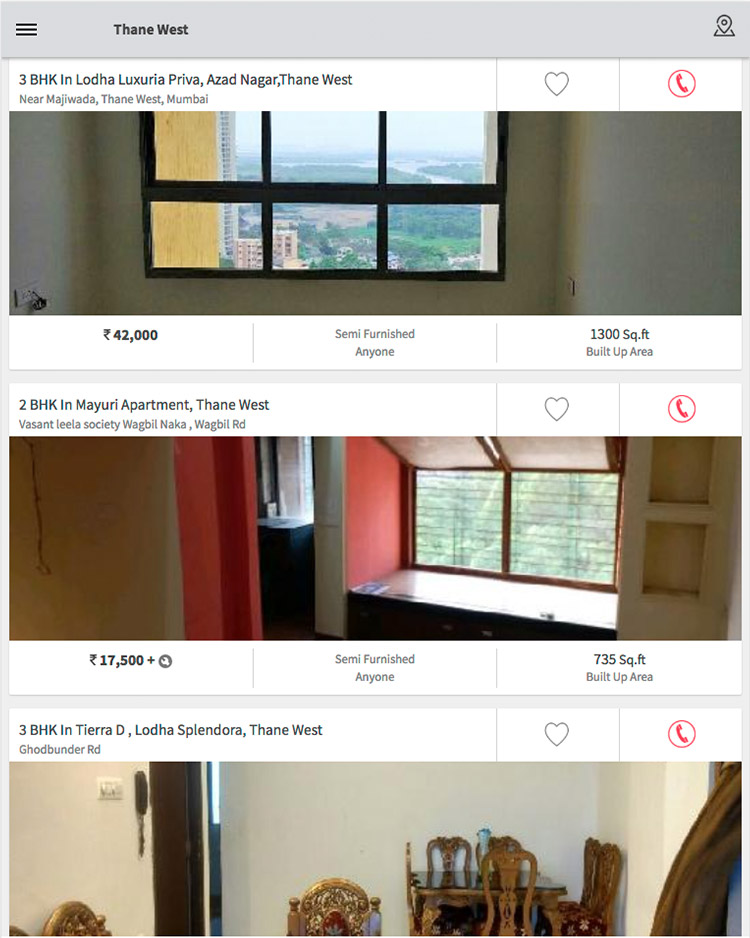 Thane West
3 BHK In Lodha Luxuria Priva, Azad Nagar,Thane West
Near Majiwada, Thane West, Mumbai
₹ 42,000
Semi Furnished
Anyone
1300 Sq.ft
Built Up Area
2 BHK In Mayuri Apartment, Thane West
Vasant leela society Wagbil Naka , Wagbil Rd
₹ 17,500 +
Semi Furnished
Anyone
735 Sq.ft
Built Up Area
3 BHK In Tierra D , Lodha Splendora, Thane West
Ghodbunder Rd